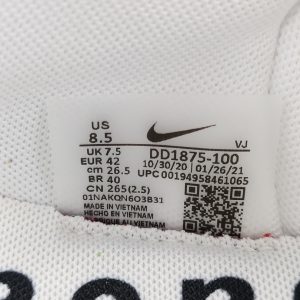 US
8.5
VJ
UK 7.5
DD1875-100
EUR 42
10/30/20 01/26/21
cm 26.5
UPC 00194958461065
BR 40
CN 265(2.5)
01NAKQN6O3B31
MADE IN VIETNAM
HECHO EN VIETNAM
FABRIQUÉ AU VIETNAM